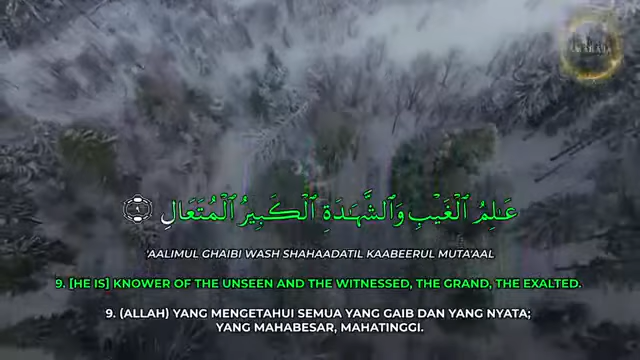 عَـٰلِمُ ٱلْغَيْبِ وَٱلشَّهَـٰدَةِ ٱلْكَبِيرُ ٱلْمُتَعَالِ ٩
'AALIMUL GHAIBI WASH SHAHAADATIL KAABEERUL MUTA'AAL
9. [HE IS] KNOWER OF THE UNSEEN AND THE WITNESSED, THE GRAND, THE EXALTED.
9. (ALLAH) YANG MENGETAHUI SEMUA YANG GAIB DAN YANG NYATA;
YANG MAHABESAR, MAHATINGGI.